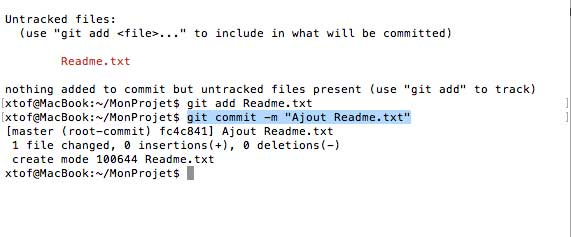 Untracked files:
(use "git add <file>..." to include in what will be committed)
Readme.txt
nothing added to commit but untracked files present (use "git add" to track)
[xtof@MacBook:~/MonProjet$ git add Readme.txt ]
[xtof@MacBook:~/MonProjet$ git commit -m "Ajout Readme.txt" ]
[master (root-commit) fc4c841] Ajout Readme.txt
1 file changed, 0 insertions(+), 0 deletions(-)
create mode 100644 Readme.txt
xtof@MacBook:~/MonProjet$